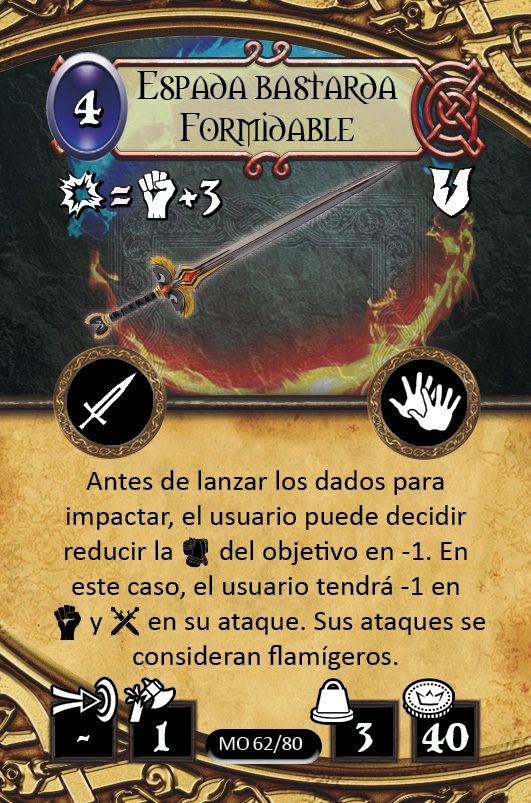 4
Espada bastarda
Formidable
= +3
Antes de lanzar los dados para
impactar, el usuario puede decidir
reducir la del objetivo en -1. En
este caso, el usuario tendrá -1 en
y en su ataque. Sus ataques se
consideran flamígeros.
- 1 MO 62/80 3 40